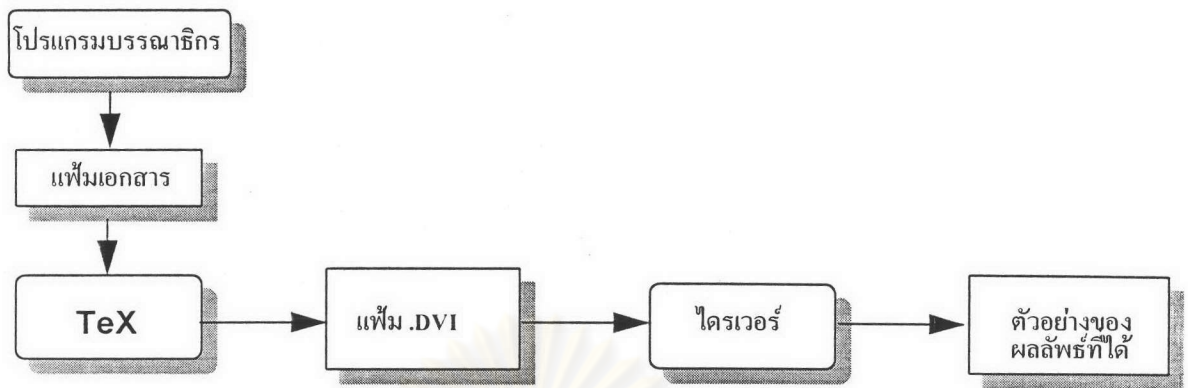 โปรแกรมบรรณาธิกร
แฟ้มเอกสาร
TeX
แฟ้ม .DVI
ไดรเวอร์
ตัวอย่างของ
ผลลัพธ์ที่ได้